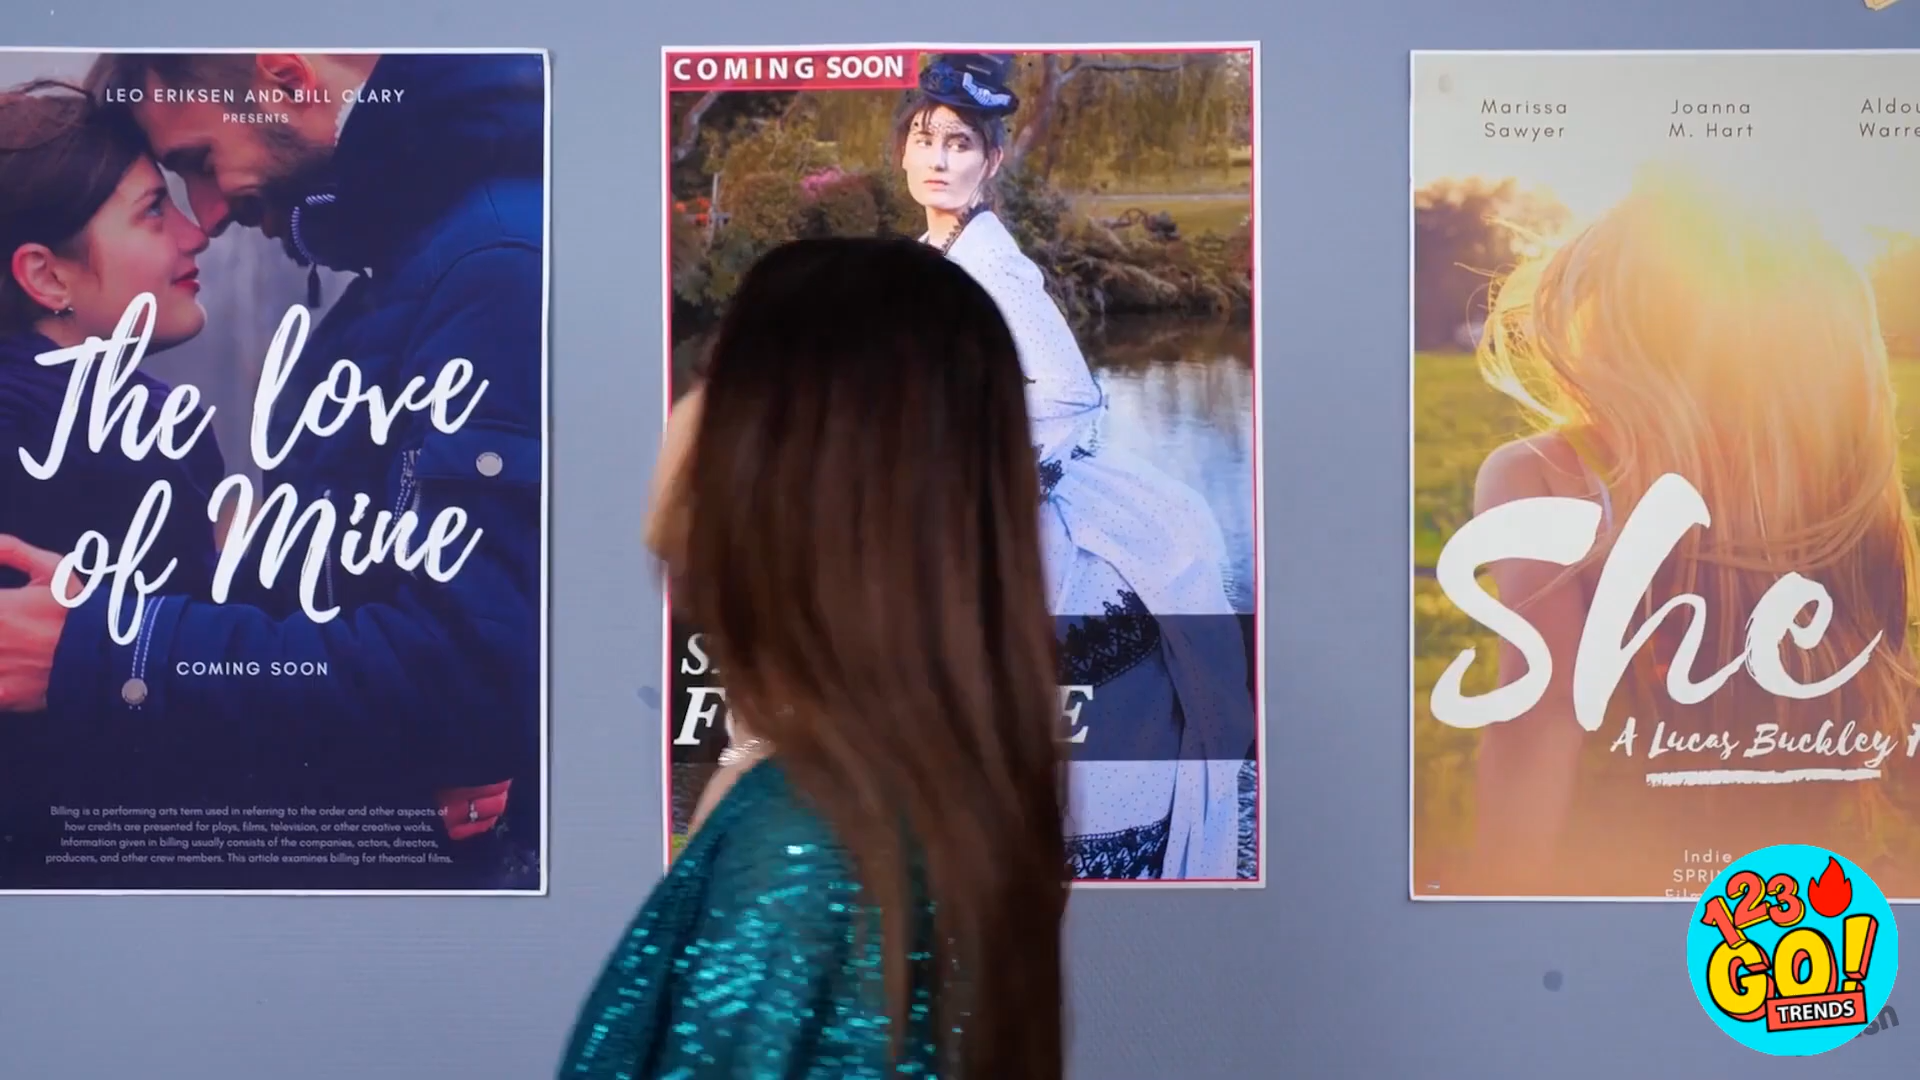 LEO ERIKSEN AND BILL CLARY
PRESENTS
The love
of Mine
COMING SOON
Billing is a performing arts term used in referring to the order and other aspects of
how credits are presented for plays, films, television, or other creative works.
Information given in billing usually consists of the companies, actors, directors,
producers, and other crew members. This article examines billing for theatrical films.
COMING SOON
Marissa
Sawyer
Joanna
M. Hart
She
A Lucas Buckley
Indie
123
GO!
TRENDS